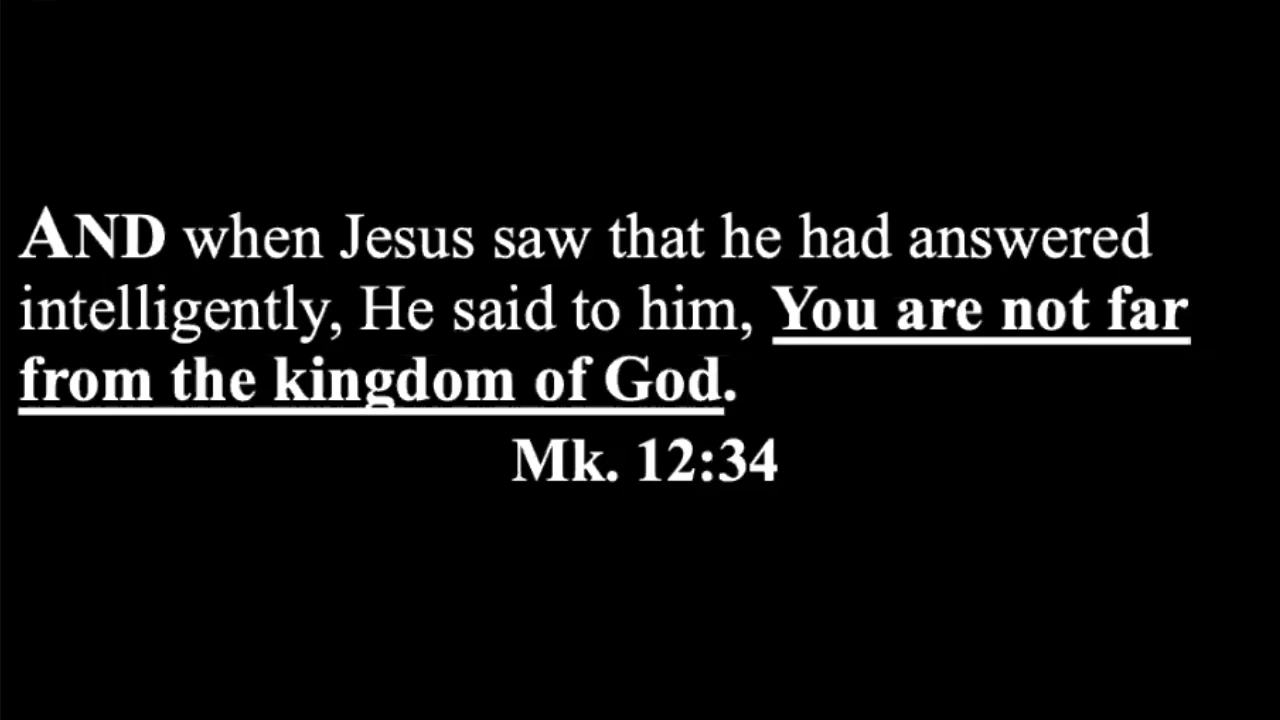 AND when Jesus saw that he had answered
intelligently, He said to him, You are not far
from the kingdom of God.
Mk. 12:34